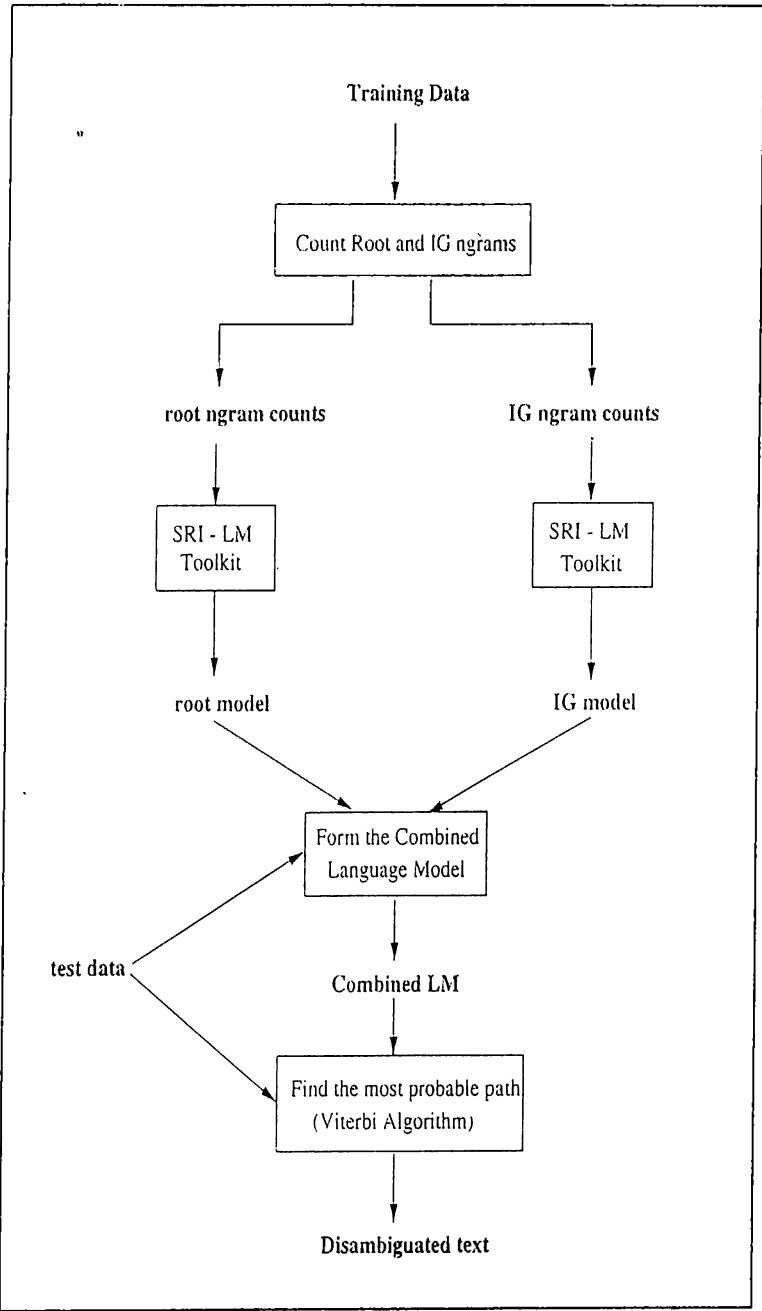 Training Data
Count Root and IG ngrams
root ngram counts
IG ngram counts
SRI - LM
Toolkit
SRI - LM
Toolkit
root model
IG model
Form the Combined
Language Model
test data
Combined LM
Find the most probable path
(Viterbi Algorithm)
Disambiguated text